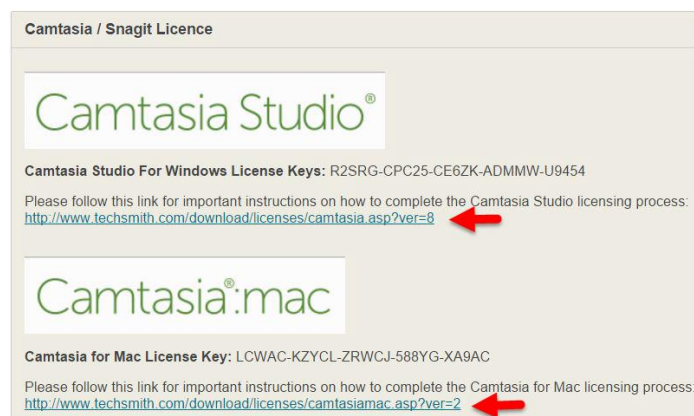 Camtasia / Snagit Licence
Camtasia Studio®
Camtasia Studio For Windows License Keys: R2SRG-CPC25-CE6ZK-ADMMW-U9454
Please follow this link for important instructions on how to complete the Camtasia Studio licensing process:
http://www.techsmith.com/download/licenses/camtasia.asp?ver=8
Camtasia®:mac
Camtasia for Mac License Key: LCWAC-KZYCL-ZRWCJ-588YG-XA9AC
Please follow this link for important instructions on how to complete the Camtasia for Mac licensing process:
http://www.techsmith.com/download/licenses/camtasiamac.asp?ver=2